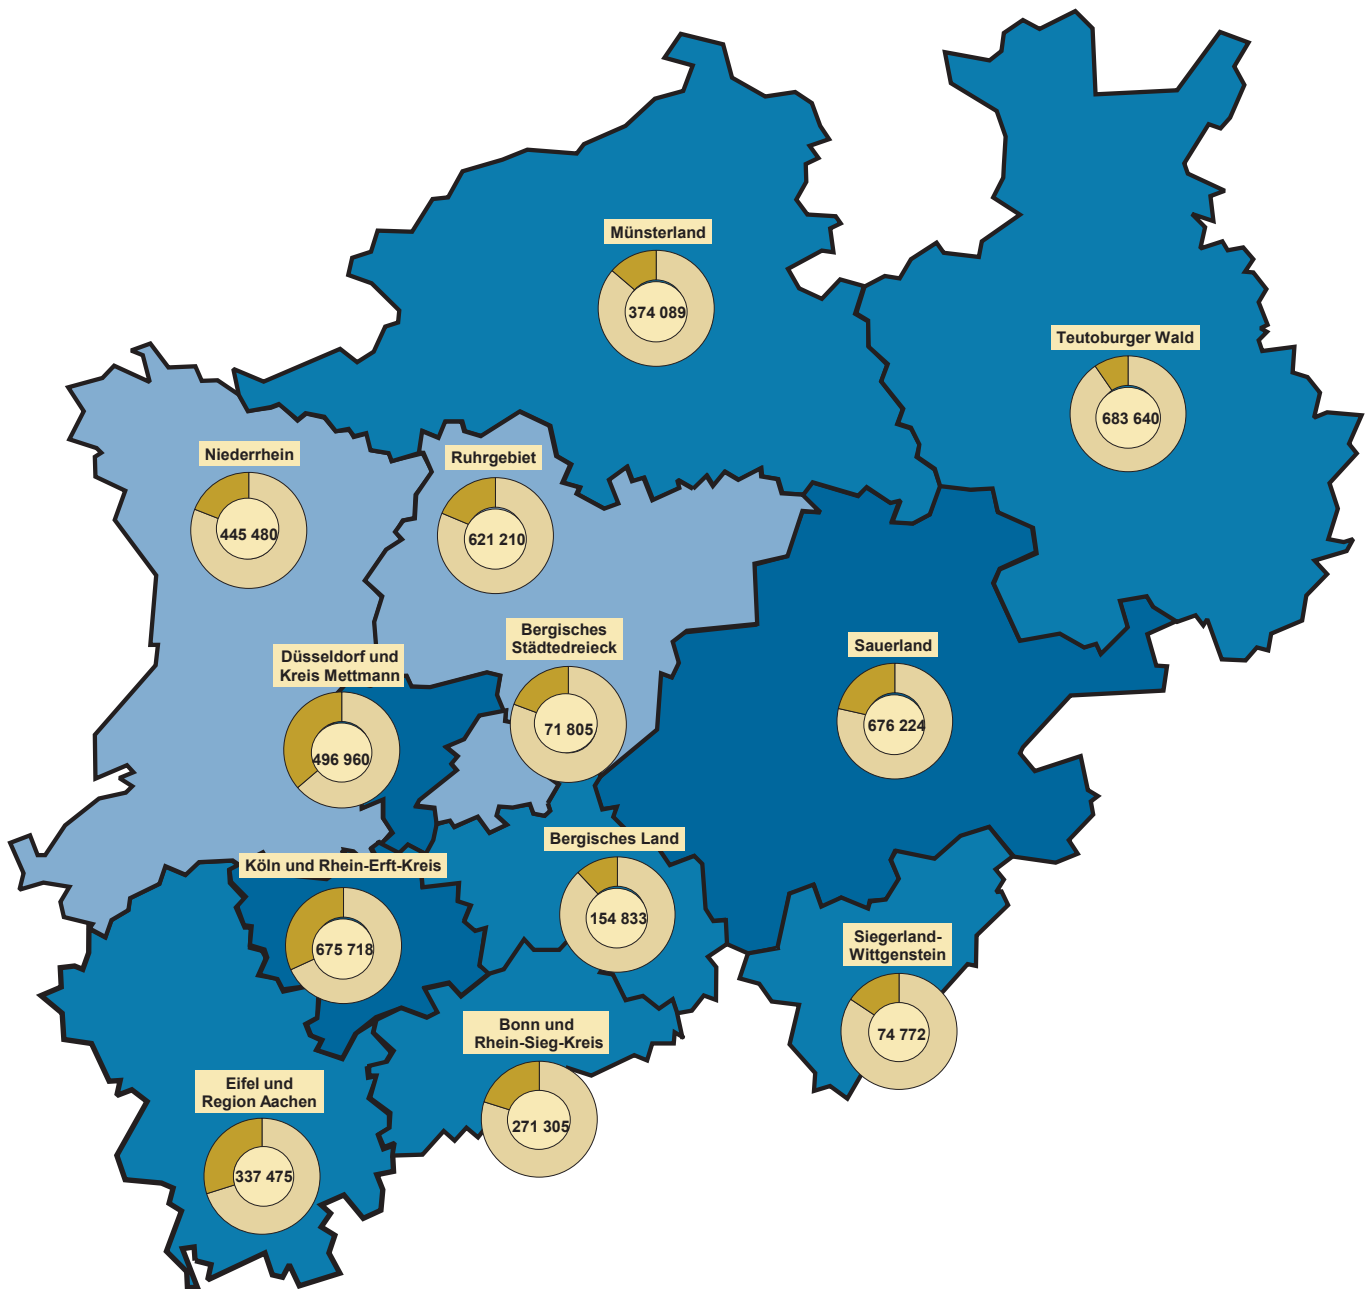 Münsterland
374 089
Teutoburger Wald
683 640
Niederrhein
445 480
Ruhrgebiet
621 210
Bergisches
Städtedreieck
71 805
Düsseldorf und
Kreis Mettmann
496 960
Sauerland
676 224
Bergisches Land
154 833
Köln und Rhein-Erft-Kreis
675 718
Siegerland-
Wittgenstein
74 772
Bonn und
Rhein-Sieg-Kreis
271 305
Eifel und
Region Aachen
337 475